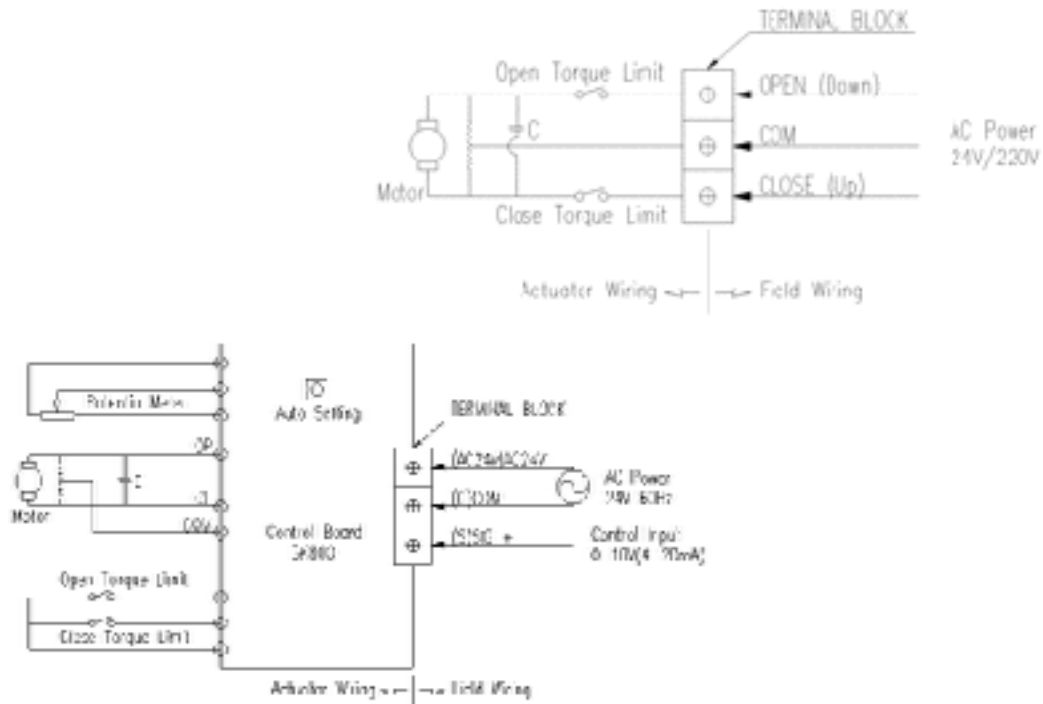 TERMINAL BLOCK
Open Torque Limit
OPEN (Down)
C
COM
AC Power
24V/220V
Motor
CLOSE (Up)
Close Torque Limit
Actuator Wiring
Field Wiring
Auto Setting
TERMINAL BLOCK
AC Power
24V 60Hz
Motor
COM
Control Board
Control Input
Open Torque Limit
Close Torque Limit
Actuator Wiring
Field Wiring